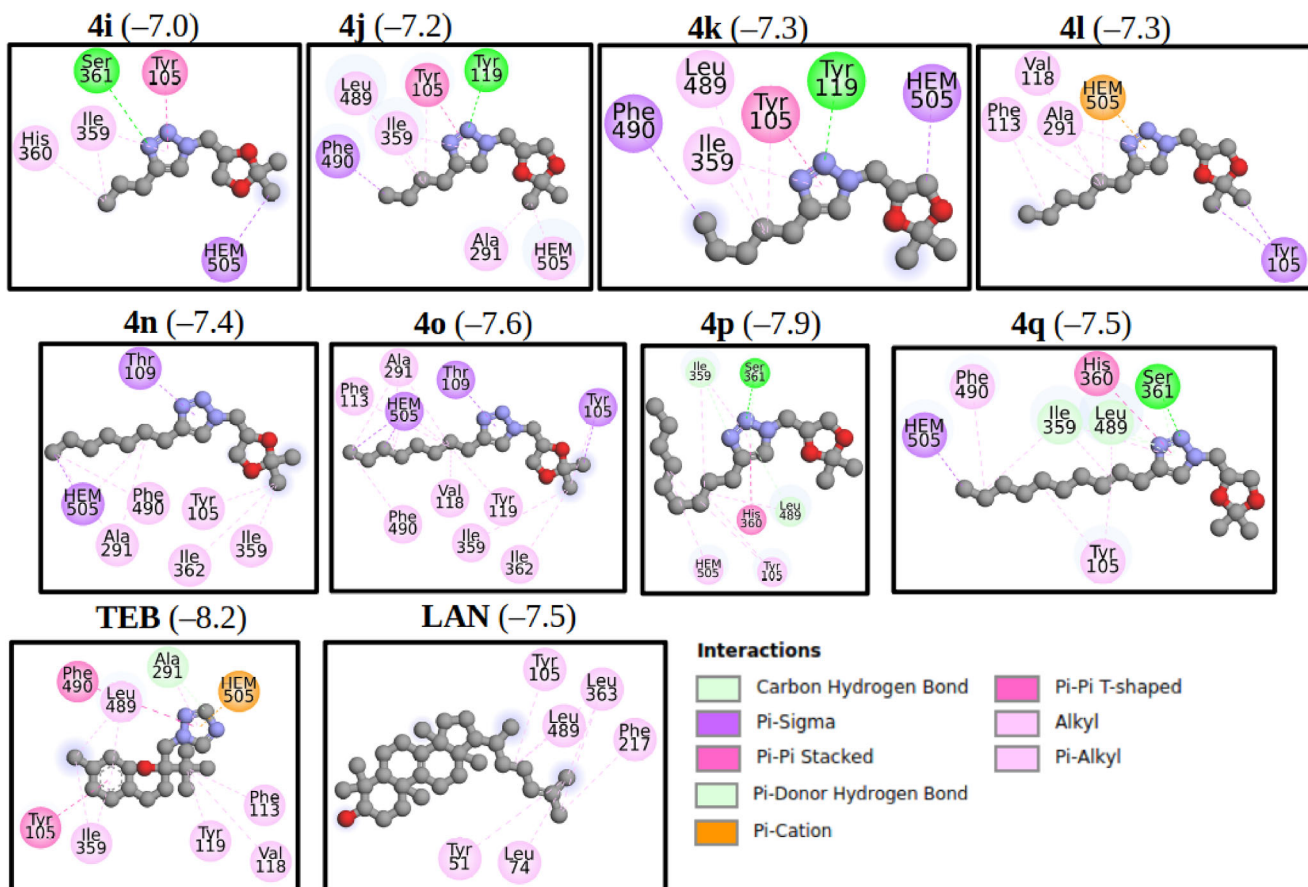 4i (–7.0)
Ser
361
Tyr
105
Ile
359
His
360
HEM
505
4j (–7.2)
Leu
489
Tyr
105
Tyr
119
Ile
359
Phe
490
Ala
291
HEM
505
4k (–7.3)
Leu
489
Tyr
119
HEM
505
Phe
490
Tyr
105
Ile
359
4l (–7.3)
Val
118
HEM
505
Phe
113
Ala
291
Tyr
105
4n (–7.4)
Thr
109
HEM
505
Phe
490
Tyr
105
Ala
291
Ile
362
Ile
359
4o (–7.6)
Ala
291
Thr
109
Phe
113
HEM
505
Tyr
105
Val
118
Tyr
119
Phe
490
Ile
359
Ile
362
4p (–7.9)
Ile
359
Ser
361
His
360
Leu
489
HEM
505
Tyr
105
4q (–7.5)
His
360
Phe
490
Ser
361
Ile
359
Leu
489
HEM
505
Tyr
105
TEB (–8.2)
Ala
291
Phe
490
Leu
489
HEM
505
Tyr
105
Ile
359
Tyr
119
Phe
113
Val
118
LAN (–7.5)
Tyr
105
Leu
363
Leu
489
Phe
217
Tyr
51
Leu
74
Interactions
Carbon Hydrogen Bond
Pi-Sigma
Pi-Pi Stacked
Pi-Donor Hydrogen Bond
Pi-Cation
Pi-Pi T-shaped
Alkyl
Pi-Alkyl